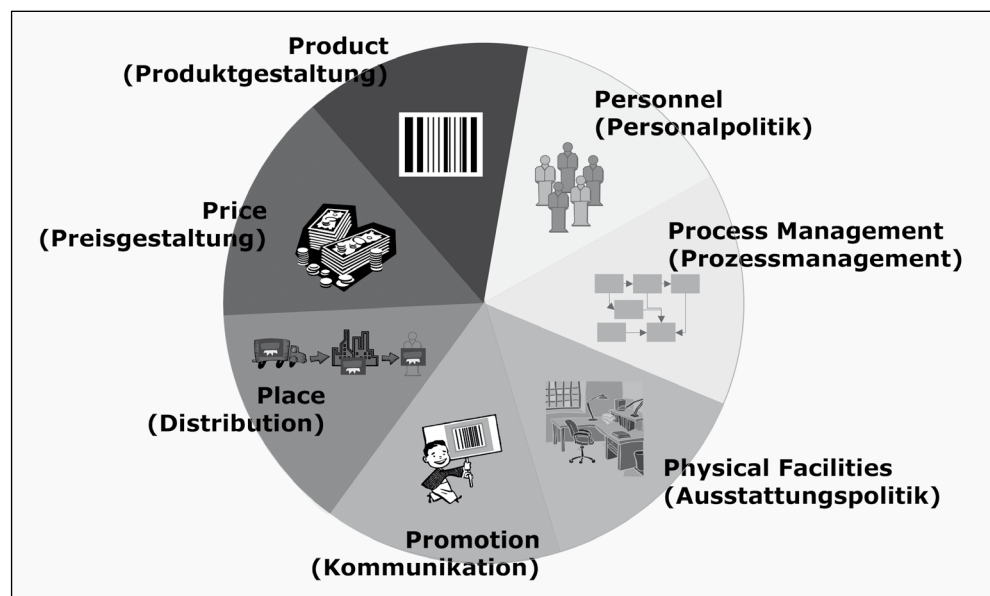 Product
(Produktgestaltung)
Personnel
(Personalpolitik)
Price
(Preisgestaltung)
Process Management
(Prozessmanagement)
Place
(Distribution)
Physical Facilities
(Ausstattungspolitik)
Promotion
(Kommunikation)